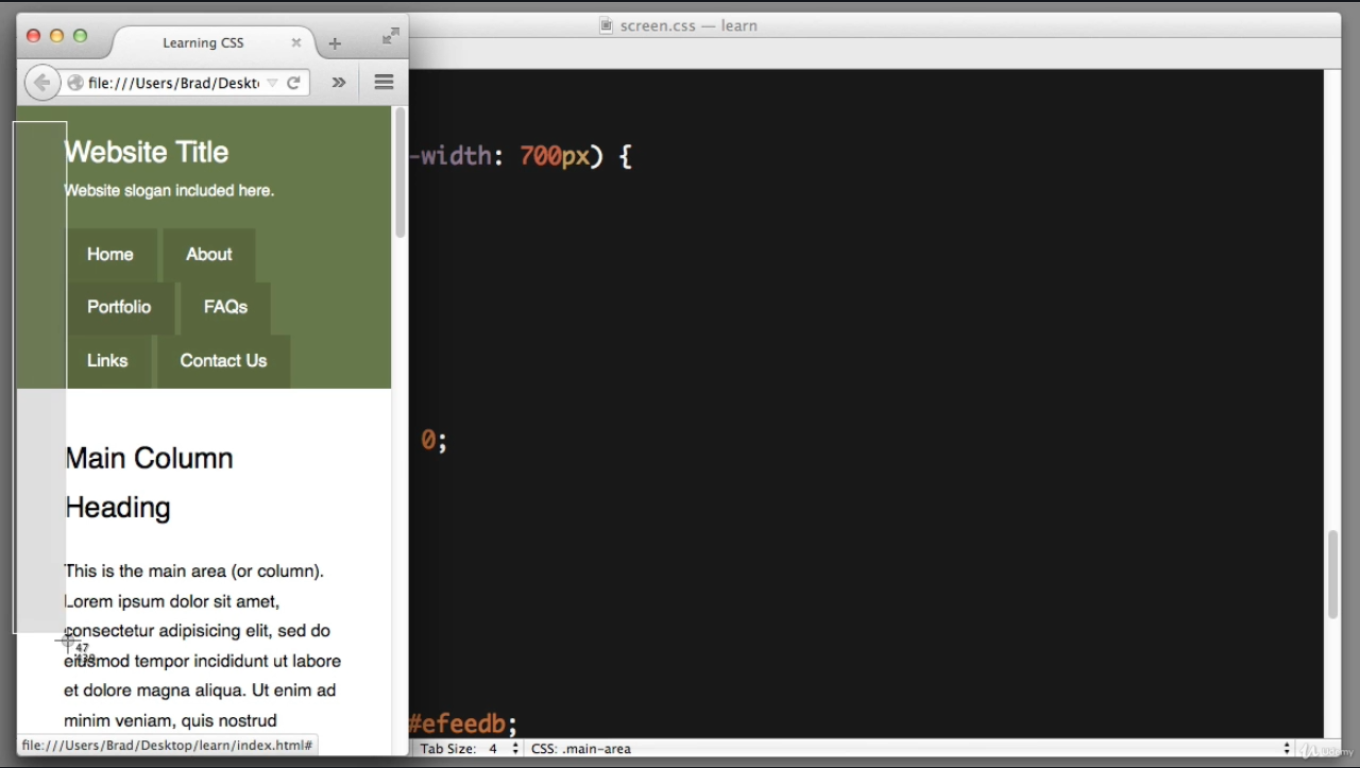 screen.css — learn
Learning CSS
file:///Users/Brad/Deskt
Website Title
Website slogan included here.
Home About
Portfolio FAQs
Links Contact Us
-width: 700px) {
0;
#efeedb;
Main Column
Heading
This is the main area (or column).
Lorem ipsum dolor sit amet,
consectetur adipisicing elit, sed do
eiusmod tempor incididunt ut labore
et dolore magna aliqua. Ut enim ad
minim veniam, quis nostrud
47
file:///Users/Brad/Desktop/learn/index.html#
Tab Size: 4 CSS: .main-area
Udemy